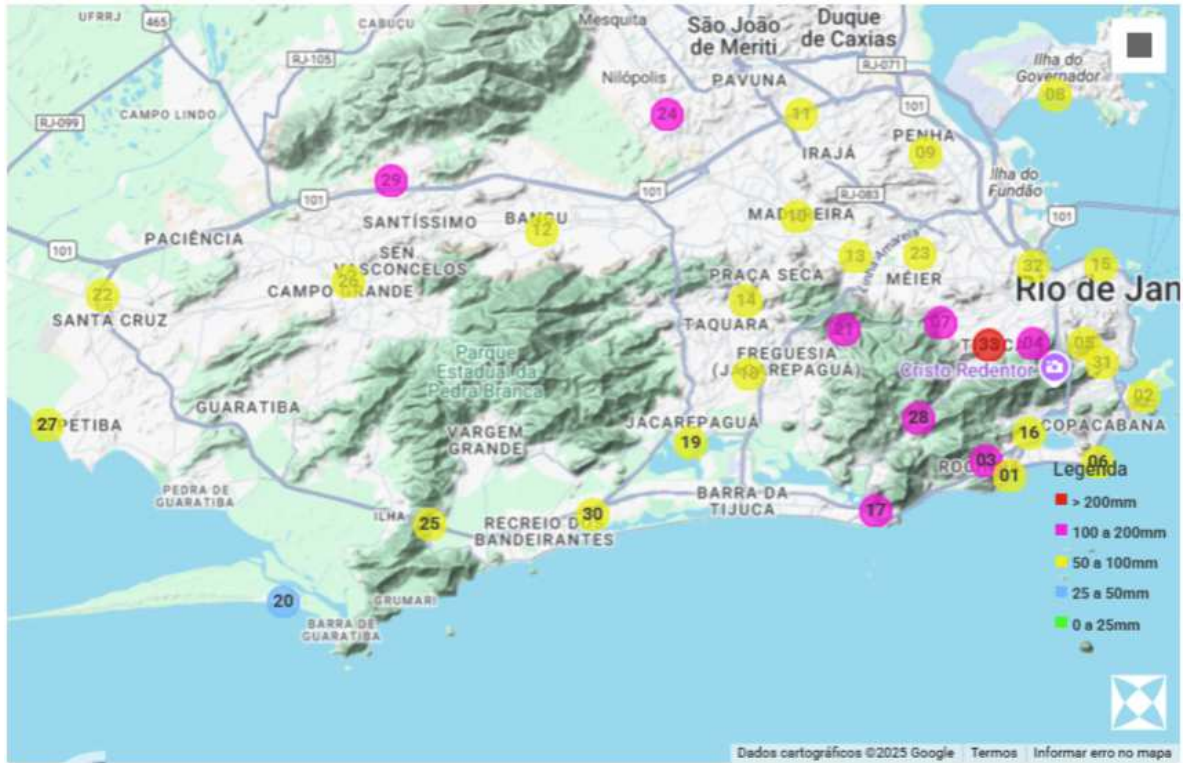 UFRRJ
465
CABUÇU
Mesquita
São João
de Meriti
Duque
de Caxias
RJ-105
Nilópolis
PAVUNA
RJ-071
Ilha do
Governador
08
RJ-099
CAMPO LINDO
24
11
101
PENHA
09
IRAJÁ
Ilha do
Fundão
29
101
101
RJ-083
101
SANTÍSSIMO
BANGU
12
10
PACIÊNCIA
101
SEN
VASCONCELOS
13
Linha Amarela
23
MÉIER
32
15
22
CAMPO GRANDE
PRAÇA SECA
14
Rio de Jan
SANTA CRUZ
TAQUARA
21
07
33
04
05
Parque
Estadual da
Pedra Branca
FREGUESIA
(JACAREPAGUÁ)
Cristo Redentor
31
02
GUARATIBA
28
27
JACAREPAGUÁ
19
16
COPACABANA
VARGEM
GRANDE
03
01
06
Legenda
> 200mm
100 a 200mm
50 a 100mm
25 a 50mm
0 a 25mm
PEDRA DE
GUARATIBA
BARRA DA
TIJUCA
17
ILHA
25
30
RECREIO DOS
BANDEIRANTES
20
GRUMARI
BARRA DE
GUARATIBA
Dados cartográficos ©2025 Google
Termos
Informar erro no mapa